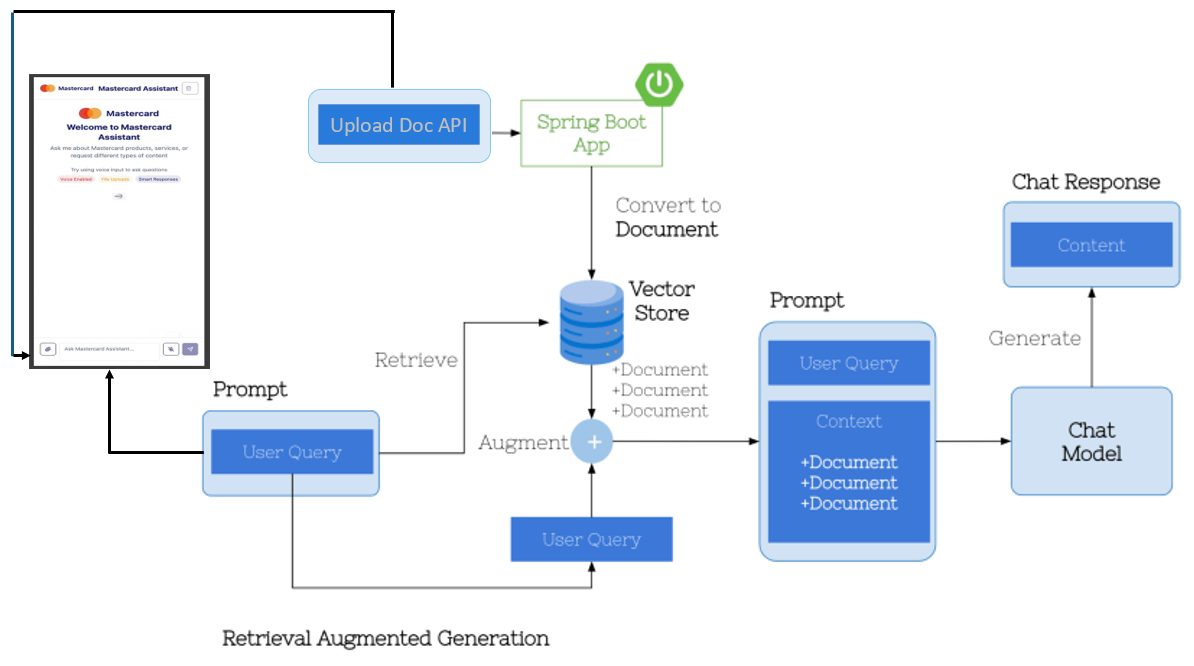 Mastercard Mastercard Assistant
Mastercard
Welcome to Mastercard
Assistant
Ask me about Mastercard products, services, or
request different types of content
Try using voice input to ask questions
Voice Enabled File Uploads Smart Responses
Ask Mastercard Assistant...
Upload Doc API
Spring Boot
App
Convert to
Document
Vector
Store
Retrieve
+Document
+Document
+Document
Augment
+
Prompt
User Query
User Query
Prompt
User Query
Context
+Document
+Document
+Document
Chat Response
Content
Generate
Chat
Model
Retrieval Augmented Generation